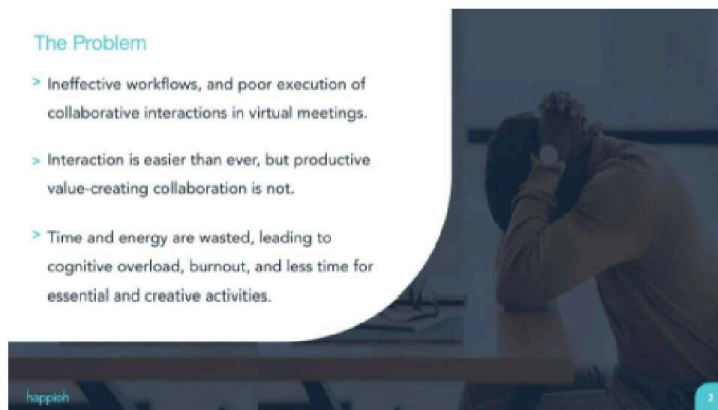 The Problem
> Ineffective workflows, and poor execution of
collaborative interactions in virtual meetings.
> Interaction is easier than ever, but productive
value-creating collaboration is not.
> Time and energy are wasted, leading to
cognitive overload, burnout, and less time for
essential and creative activities.
happioh
2